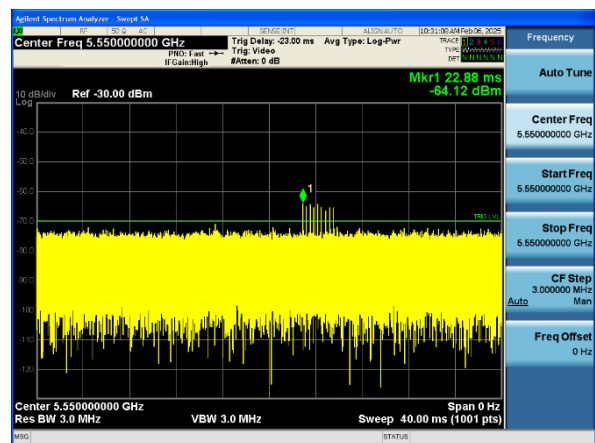 Agilent Spectrum Analyzer - Swept SA
RF 50 Ω AC SENSE:INT ALIGN AUTO 10:31:08 AM Feb 06, 2025
Center Freq 5.550000000 GHz
PNO: Fast
IFGain:High
Trig Delay: -23.00 ms
Trig: Video
#Atten: 0 dB
Avg Type: Log-Pwr
TRACE 1 2 3 4 5 6
TYPE
DET N N N N N N
Frequency
Mkr1 22.88 ms
-64.12 dBm
10 dB/div Ref -30.00 dBm
Log
-40.0
-50.0
-60.0
-70.0
-80.0
-90.0
-100
-110
-120
1
TRIG LVL
Center 5.550000000 GHz Span 0 Hz
Res BW 3.0 MHz VBW 3.0 MHz Sweep 40.00 ms (1001 pts)
Auto Tune
Center Freq
5.550000000 GHz
Start Freq
5.550000000 GHz
Stop Freq
5.550000000 GHz
CF Step
3.000000 MHz
Auto Man
Freq Offset
0 Hz
MSG STATUS